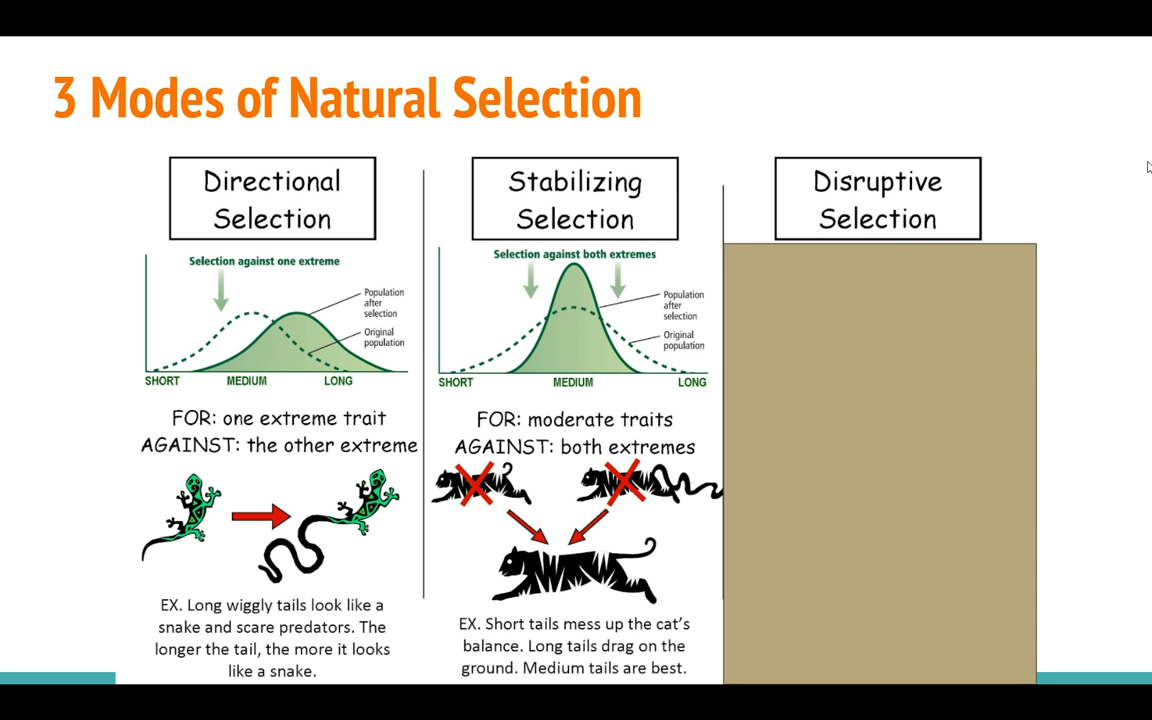 3 Modes of Natural Selection
Directional
Selection
Selection against one extreme
Population
after
selection
Original
population
SHORT MEDIUM LONG
FOR: one extreme trait
AGAINST: the other extreme
EX. Long wiggly tails look like a
snake and scare predators. The
longer the tail, the more it looks
like a snake.
Stabilizing
Selection
Selection against both extremes
Population
after
selection
Original
population
SHORT MEDIUM LONG
FOR: moderate traits
AGAINST: both extremes
EX. Short tails mess up the cat's
balance. Long tails drag on the
ground. Medium tails are best.
Disruptive
Selection